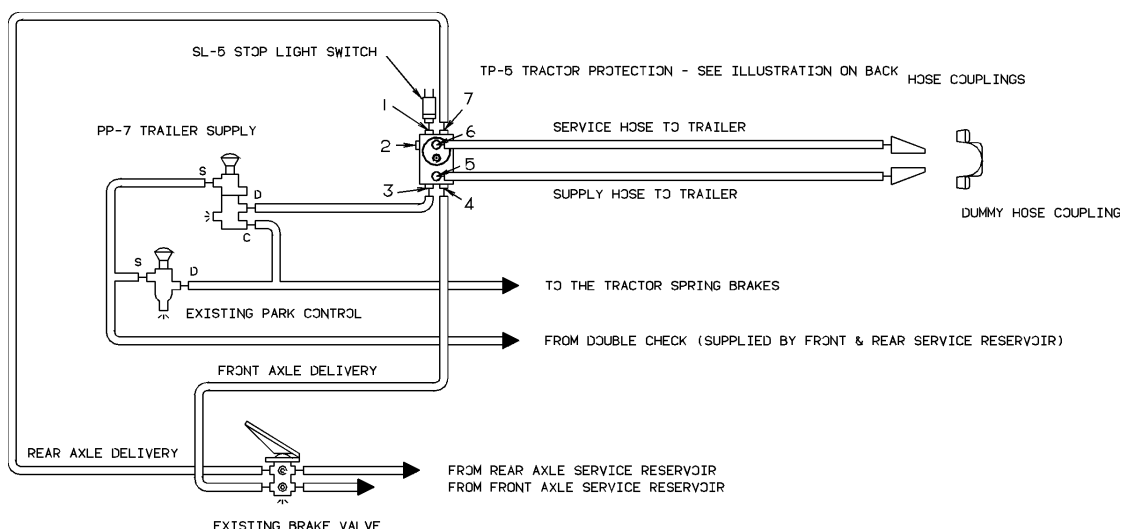 SL-5 STOP LIGHT SWITCH
TP-5 TRACTOR PROTECTION - SEE ILLUSTRATION ON BACK
HOSE COUPLINGS
1
7
PP-7 TRAILER SUPPLY
6
SERVICE HOSE TO TRAILER
2
5
S
3
4
SUPPLY HOSE TO TRAILER
D
DUMMY HOSE COUPLING
C
S
D
TO THE TRACTOR SPRING BRAKES
EXISTING PARK CONTROL
FROM DOUBLE CHECK (SUPPLIED BY FRONT & REAR SERVICE RESERVOIR)
FRONT AXLE DELIVERY
REAR AXLE DELIVERY
FROM REAR AXLE SERVICE RESERVOIR
FROM FRONT AXLE SERVICE RESERVOIR
EXISTING BRAKE VALVE